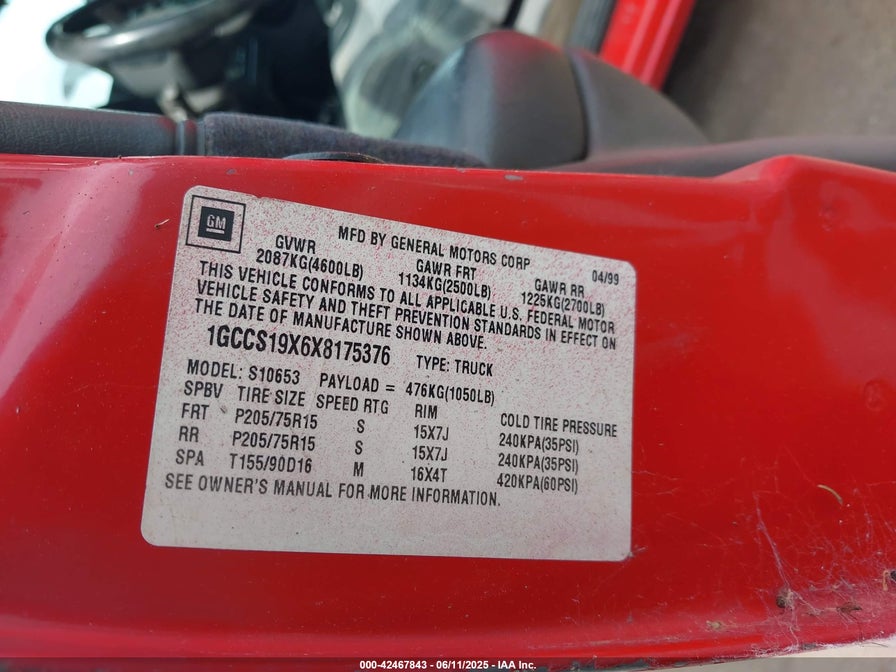 GM
MFD BY GENERAL MOTORS CORP 04/99
GVWR GAWR FRT GAWR RR
2087KG(4600LB) 1134KG(2500LB) 1225KG(2700LB)
THIS VEHICLE CONFORMS TO ALL APPLICABLE U.S. FEDERAL MOTOR
VEHICLE SAFETY AND THEFT PREVENTION STANDARDS IN EFFECT ON
THE DATE OF MANUFACTURE SHOWN ABOVE.
1GCCS19X6X8175376 TYPE: TRUCK
MODEL: S10653 PAYLOAD = 476KG(1050LB)
SPBV TIRE SIZE SPEED RTG RIM COLD TIRE PRESSURE
FRT P205/75R15 S 15X7J 240KPA(35PSI)
RR P205/75R15 S 15X7J 240KPA(35PSI)
SPA T155/90D16 M 16X4T 420KPA(60PSI)
SEE OWNER'S MANUAL FOR MORE INFORMATION.
000-42467843 / 06/11/2025 - IAA Inc.